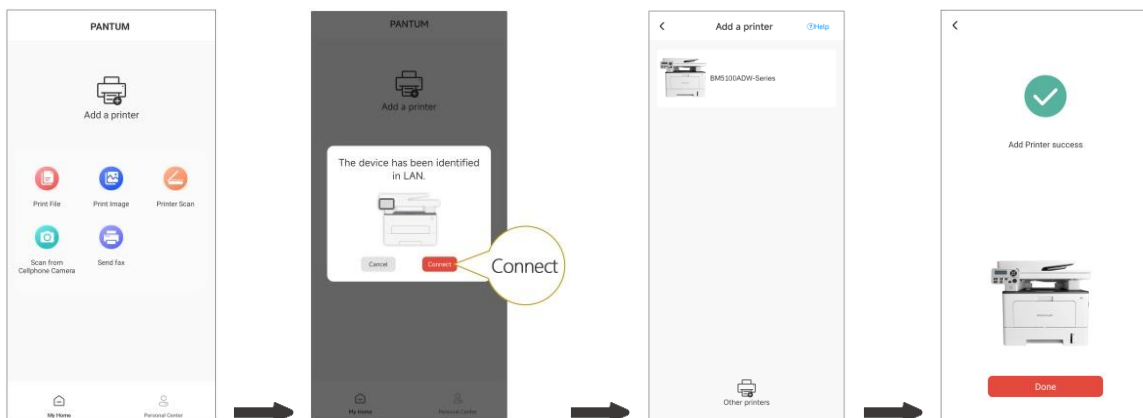 PANTUM
Add a printer
Print File
Print Image
Printer Scan
Scan from
Cellphone Camera
Send fax
My Home
Personal Center
PANTUM
Add a printer
The device has been identified
in LAN.
Cancel
Connect
Connect
My Home
Personal Center
Add a printer
Help
BM5100ADW-Series
Other printers
Add Printer success
Done